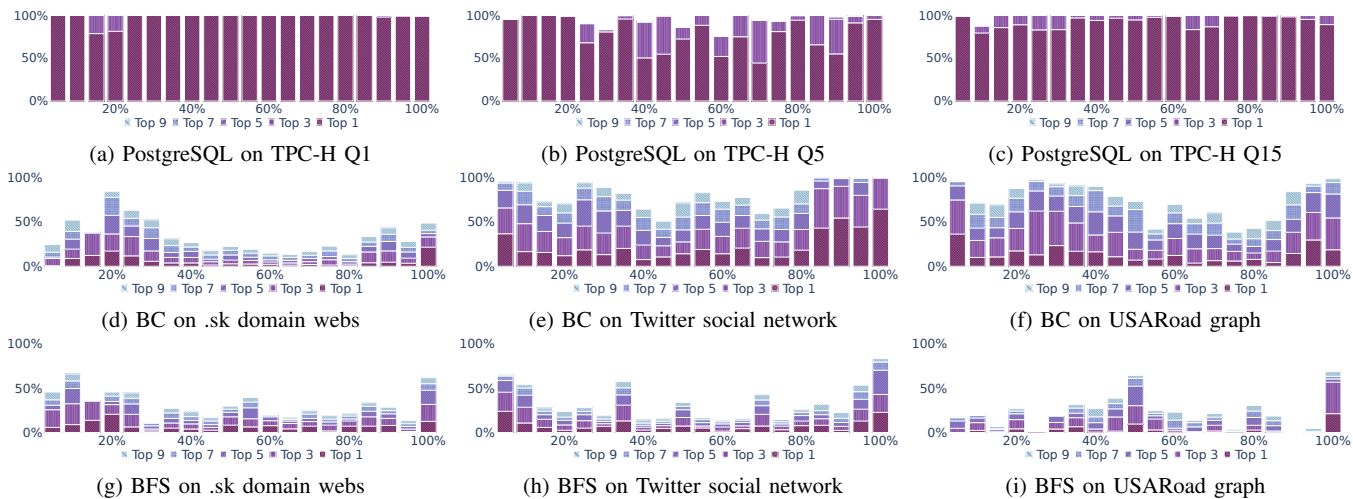 100% 100% 100%
50% 50% 50%
0% 0% 0%
20% 40% 60% 80% 100% 20% 40% 60% 80% 100% 20% 40% 60% 80% 100%
Top 9 Top 7 Top 5 Top 3 Top 1 Top 9 Top 7 Top 5 Top 3 Top 1 Top 9 Top 7 Top 5 Top 3 Top 1
(a) PostgreSQL on TPC-H Q1 (b) PostgreSQL on TPC-H Q5 (c) PostgreSQL on TPC-H Q15
100% 100% 100%
50% 50% 50%
0% 0% 0%
20% 40% 60% 80% 100% 20% 40% 60% 80% 100% 20% 40% 60% 80% 100%
Top 9 Top 7 Top 5 Top 3 Top 1 Top 9 Top 7 Top 5 Top 3 Top 1 Top 9 Top 7 Top 5 Top 3 Top 1
(d) BC on .sk domain webs (e) BC on Twitter social network (f) BC on USARoad graph
100% 100% 100%
50% 50% 50%
0% 0% 0%
20% 40% 60% 80% 100% 20% 40% 60% 80% 100% 20% 40% 60% 80% 100%
Top 9 Top 7 Top 5 Top 3 Top 1 Top 9 Top 7 Top 5 Top 3 Top 1 Top 9 Top 7 Top 5 Top 3 Top 1
(g) BFS on .sk domain webs (h) BFS on Twitter social network (i) BFS on USARoad graph